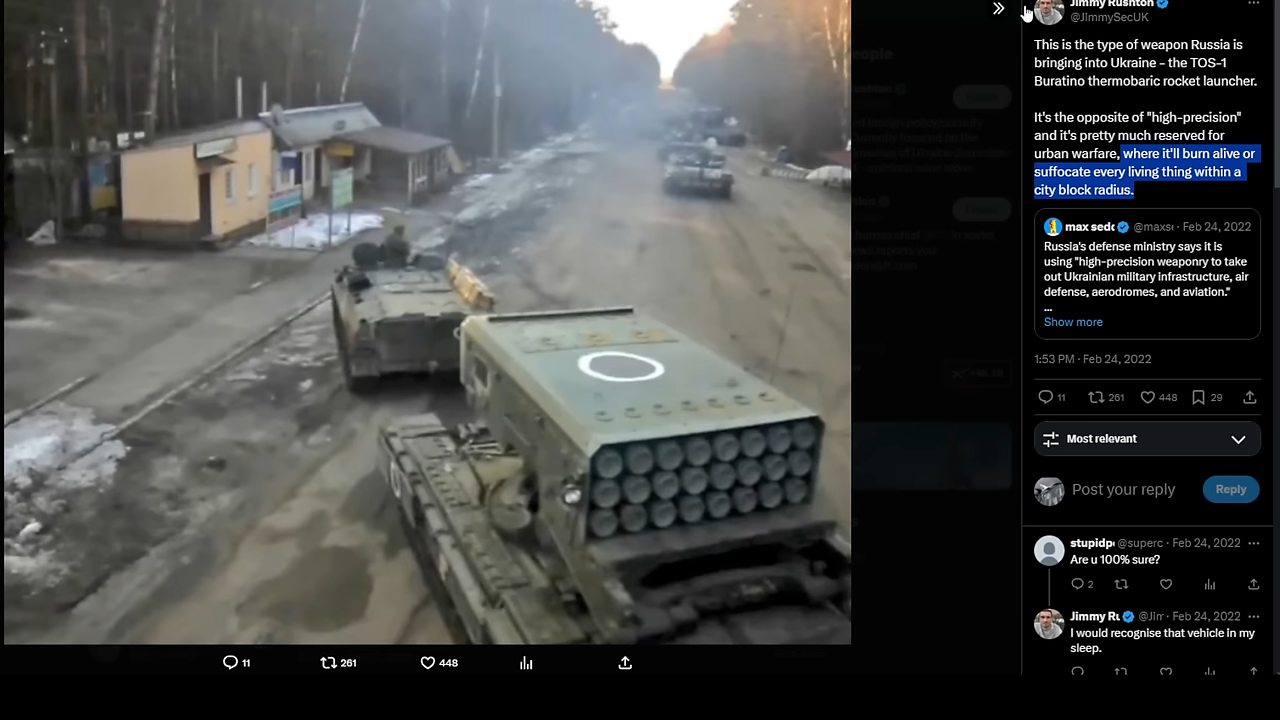 Jimmy Rushton
@JimmySecUK
This is the type of weapon Russia is
bringing into Ukraine - the TOS-1
Buratino thermobaric rocket launcher.
It's the opposite of "high-precision"
and it's pretty much reserved for
urban warfare, where it'll burn alive or
suffocate every living thing within a
city block radius.
max sedd @maxs · Feb 24, 2022
Russia's defense ministry says it is
using "high-precision weaponry to take
out Ukrainian military infrastructure, air
defense, aerodromes, and aviation."
...
Show more
1:53 PM · Feb 24, 2022
11 261 448 29
Most relevant
Post your reply Reply
stupidp @superc · Feb 24, 2022
Are u 100% sure?
2
Jimmy Ru @Jim · Feb 24, 2022
I would recognise that vehicle in my
sleep.
11 261 448